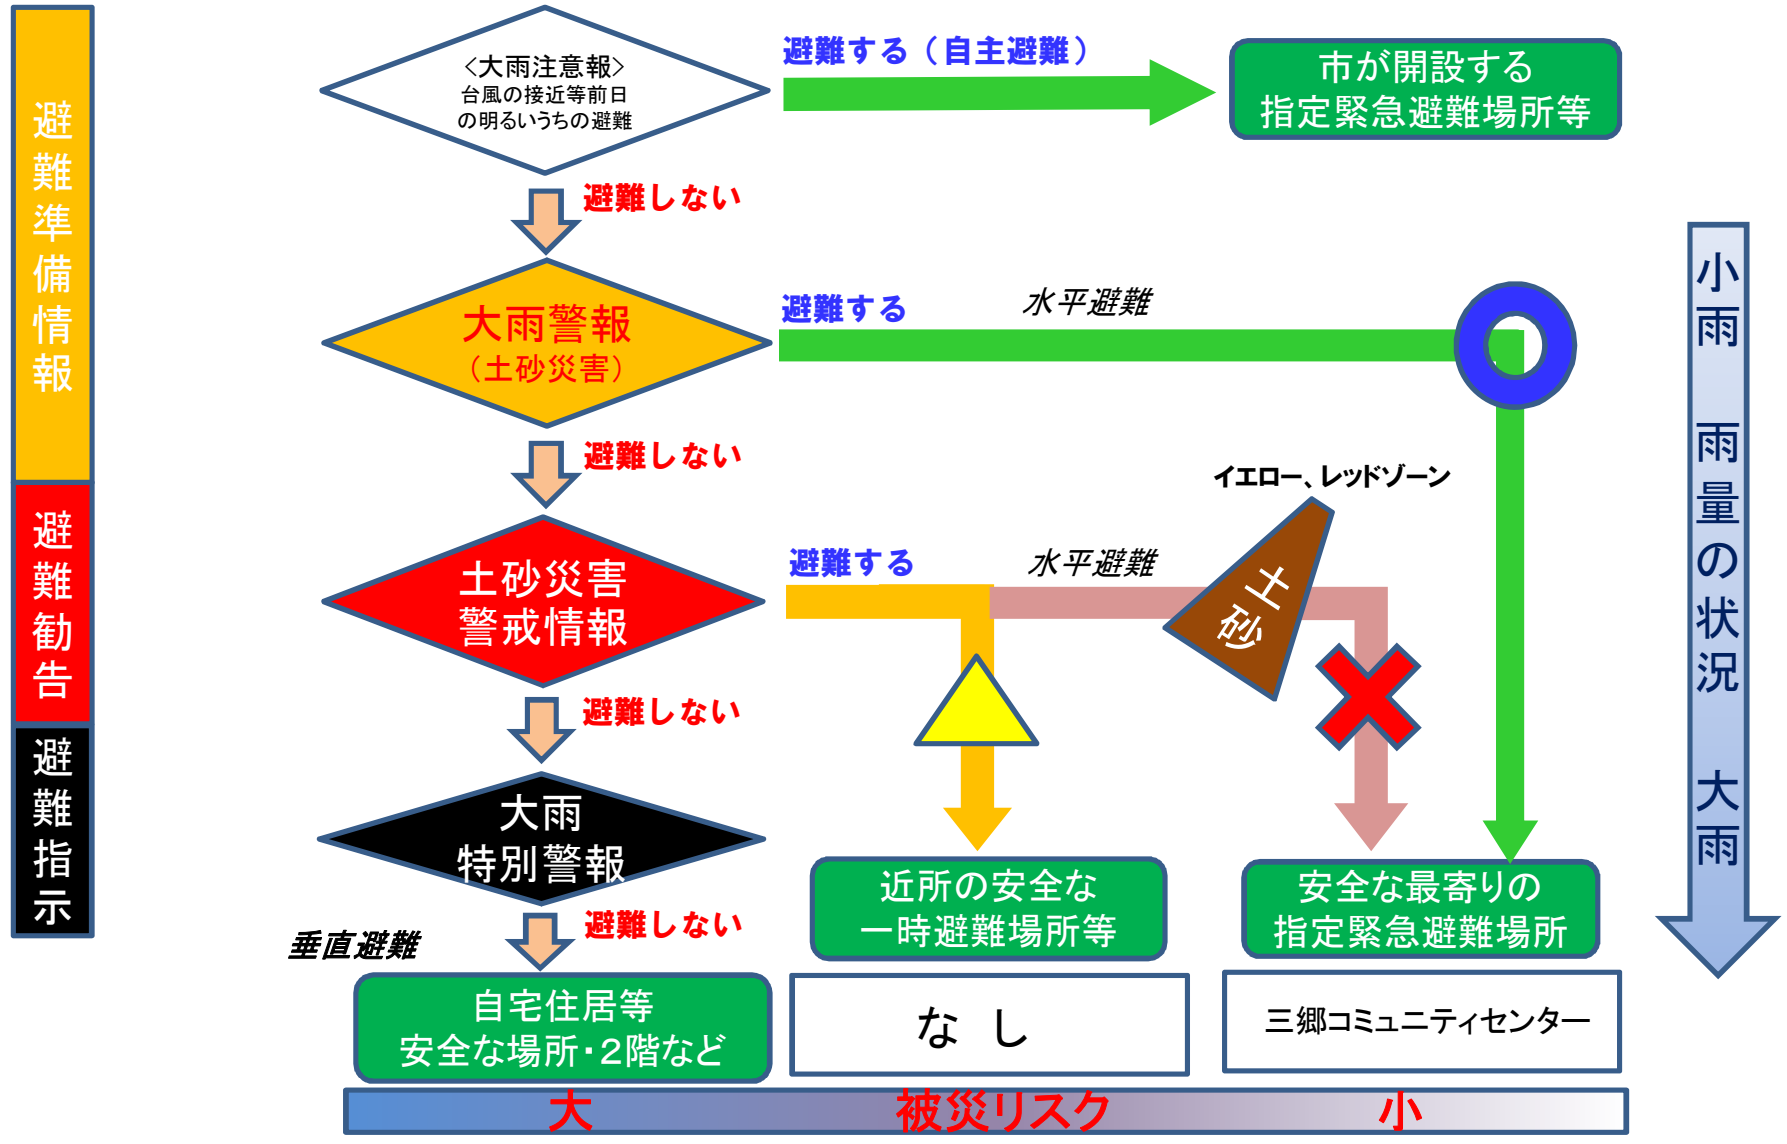 避難準備情報
避難勧告
避難指示
<大雨注意報>
台風の接近等前日
の明るいうちの避難
避難する（自主避難）
市が開設する
指定緊急避難場所等
避難しない
大雨警報
（土砂災害）
避難する
水平避難
避難しない
土砂災害
警戒情報
避難する
水平避難
イエロー、レッドゾーン
土砂
避難しない
大雨
特別警報
避難しない
垂直避難
自宅住居等
安全な場所・２階など
近所の安全な
一時避難場所等
なし
安全な最寄りの
指定緊急避難場所
三郷コミュニティセンター
小雨　雨量の状況　大雨
大　被災リスク　小